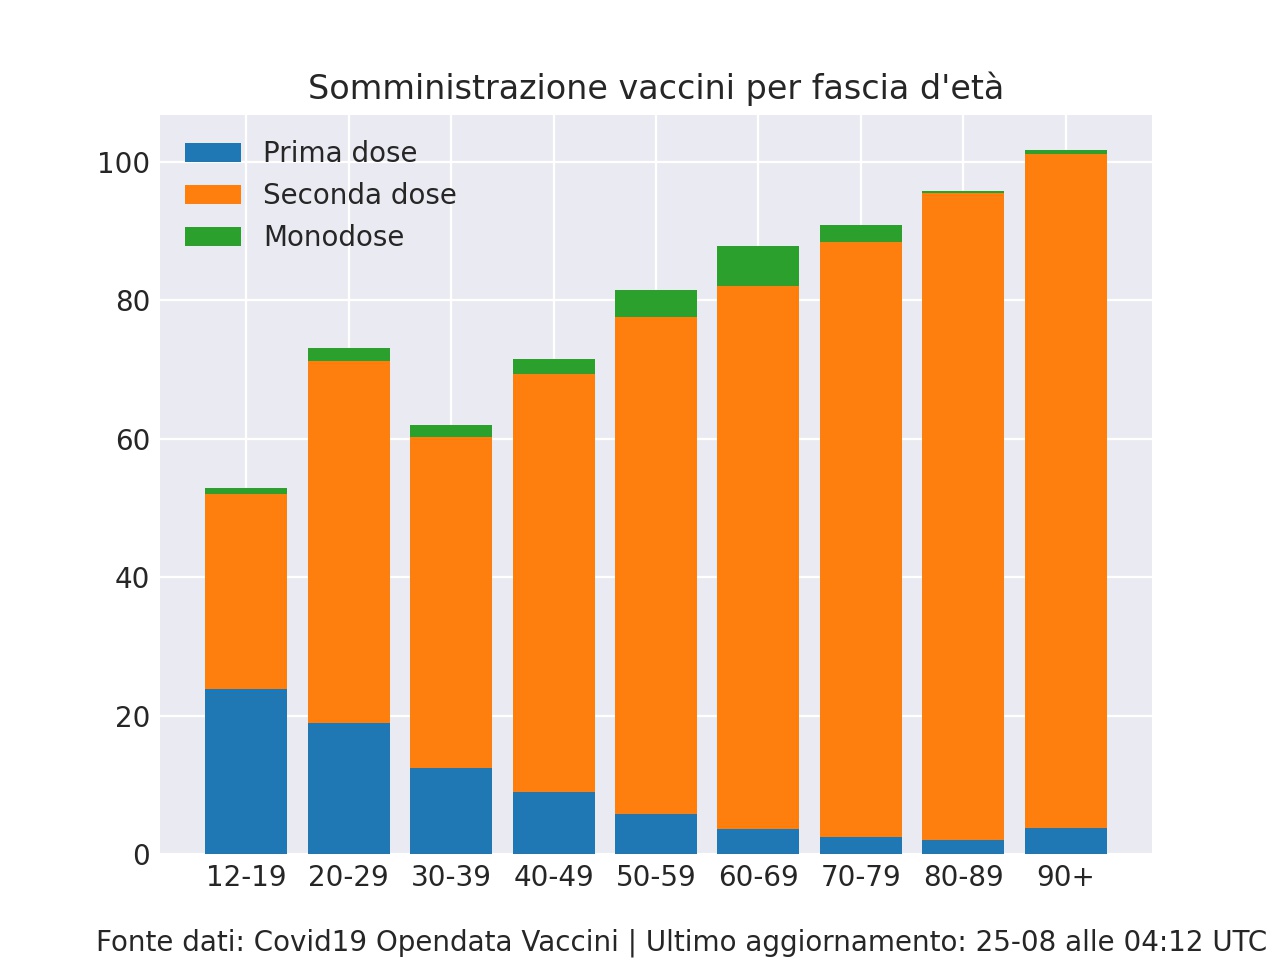 Somministrazione vaccini per fascia d'età
Prima dose
Seconda dose
Monodose
100
80
60
40
20
0
12-19 20-29 30-39 40-49 50-59 60-69 70-79 80-89 90+
Fonte dati: Covid19 Opendata Vaccini | Ultimo aggiornamento: 25-08 alle 04:12 UTC